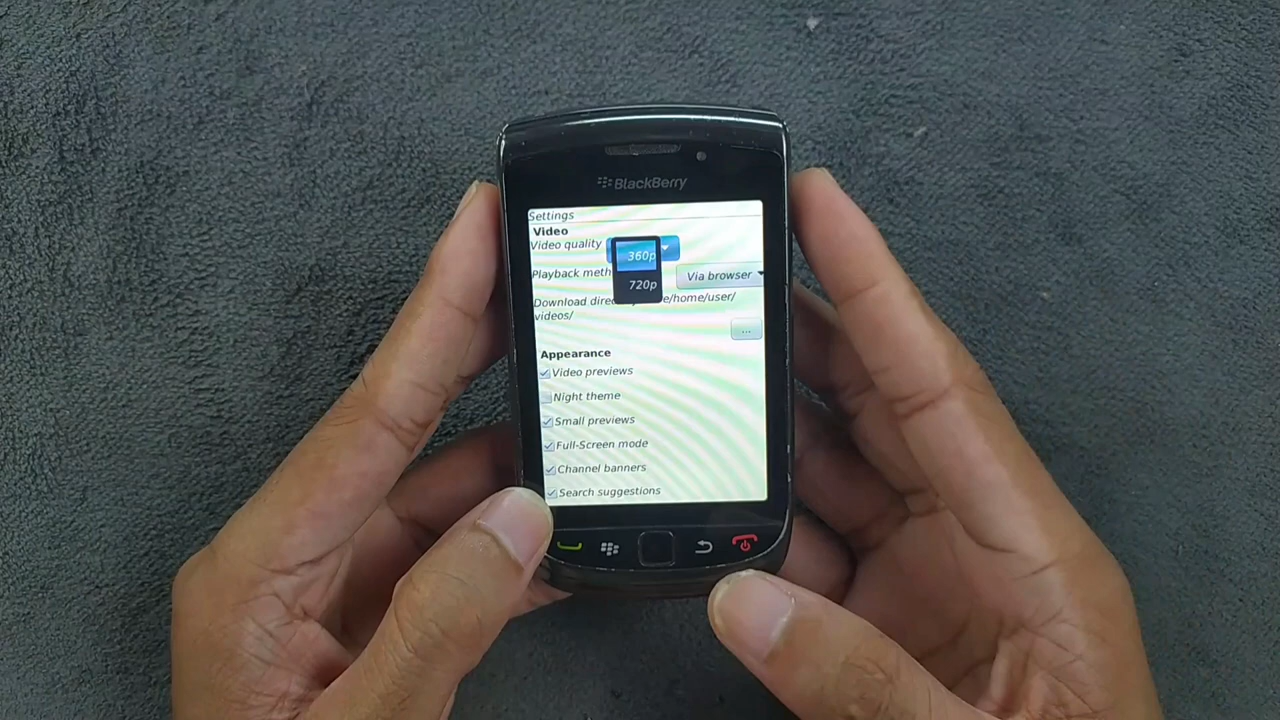 BlackBerry
Settings
Video
Video quality
360p
720p
Playback meth
Via browser
Download direc e/home/user/
videos/
...
Appearance
Video previews
Night theme
Small previews
Full-Screen mode
Channel banners
Search suggestions